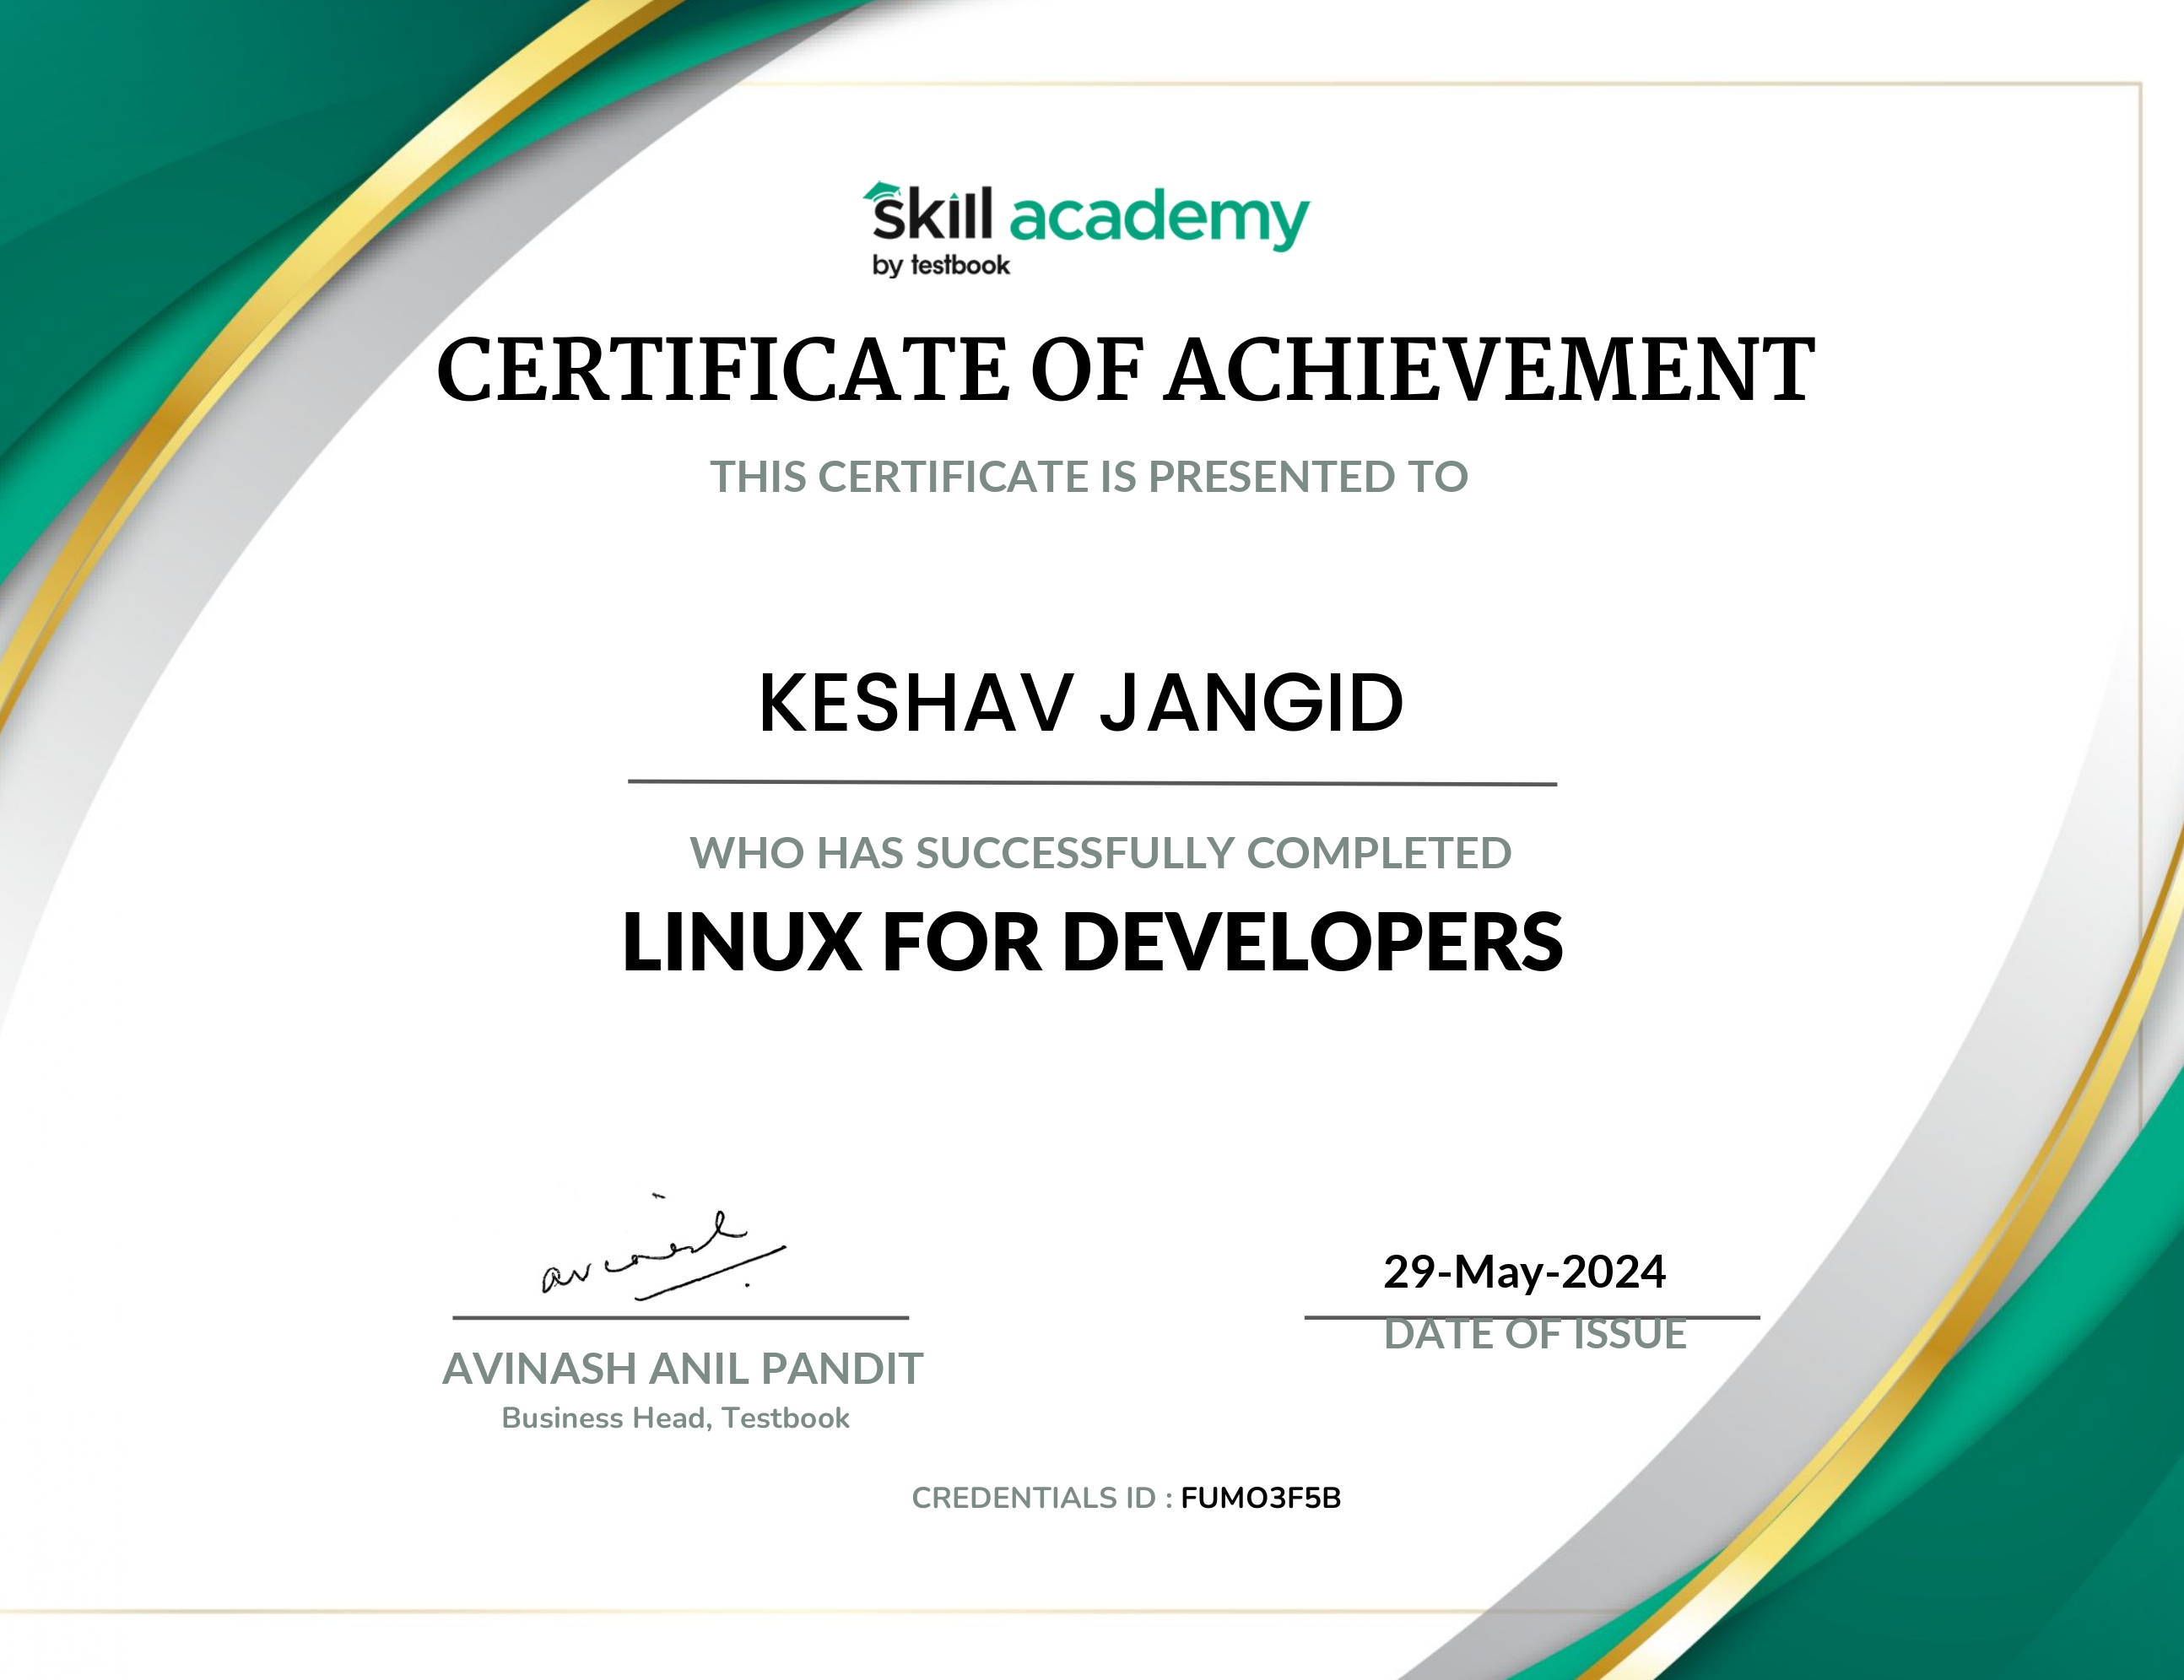 skill academy
by testbook
CERTIFICATE OF ACHIEVEMENT
THIS CERTIFICATE IS PRESENTED TO
KESHAV JANGID
WHO HAS SUCCESSFULLY COMPLETED
LINUX FOR DEVELOPERS
avinash
29-May-2024
DATE OF ISSUE
AVINASH ANIL PANDIT
Business Head, Testbook
CREDENTIALS ID : FUMO3F5B